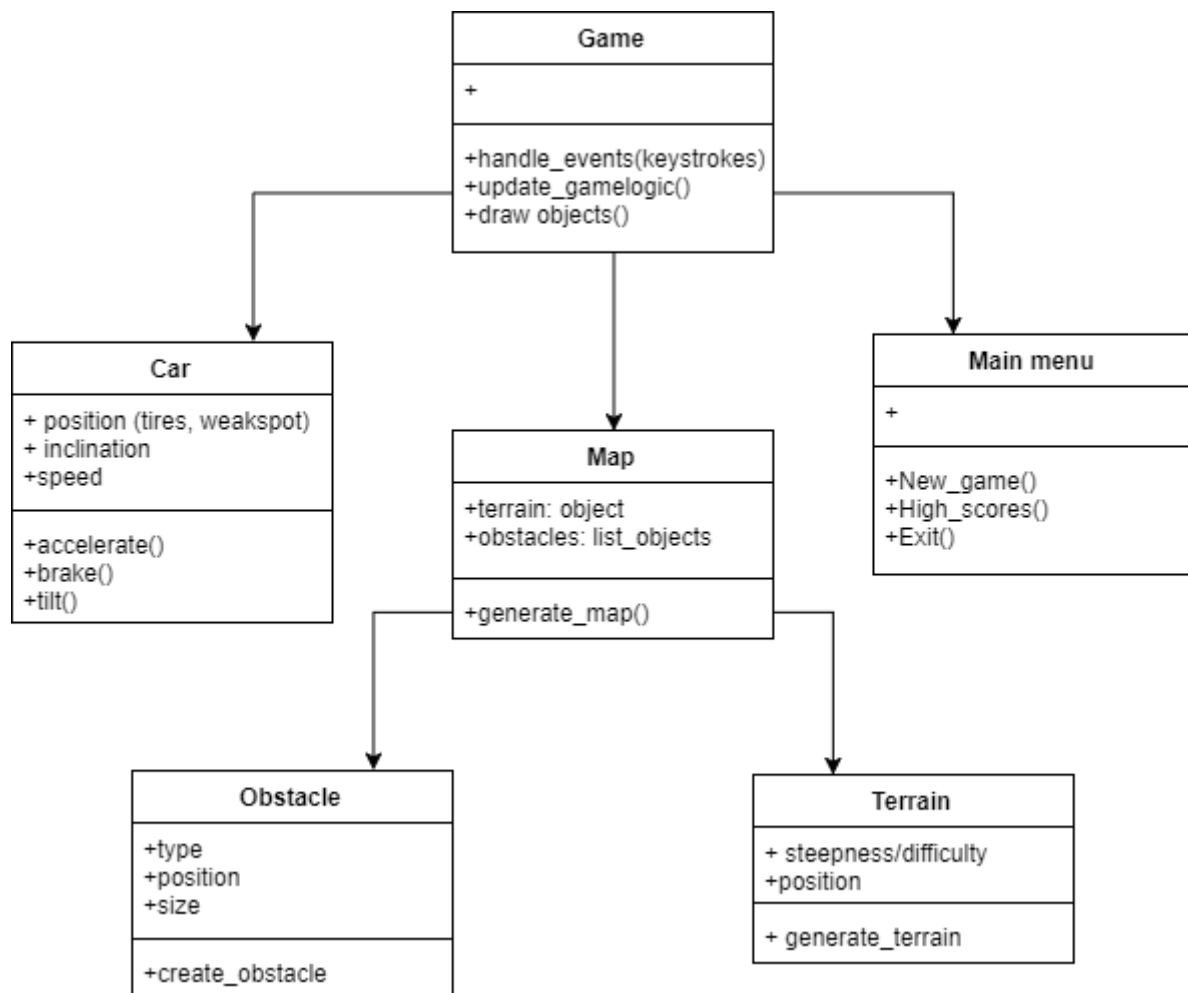 Game
+
+handle_events(keystrokes)
+update_gamelogic()
+draw objects()
Car
+ position (tires, weakspot)
+ inclination
+speed
+accelerate()
+brake()
+tilt()
Map
+terrain: object
+obstacles: list_objects
+generate_map()
Main menu
+
+New_game()
+High_scores()
+Exit()
Obstacle
+type
+position
+size
+create_obstacle
Terrain
+ steepness/difficulty
+position
+ generate_terrain